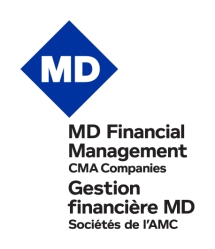 MD
MD Financial
Management
CMA Companies
Gestion
financière MD
Sociétés de l'AMC